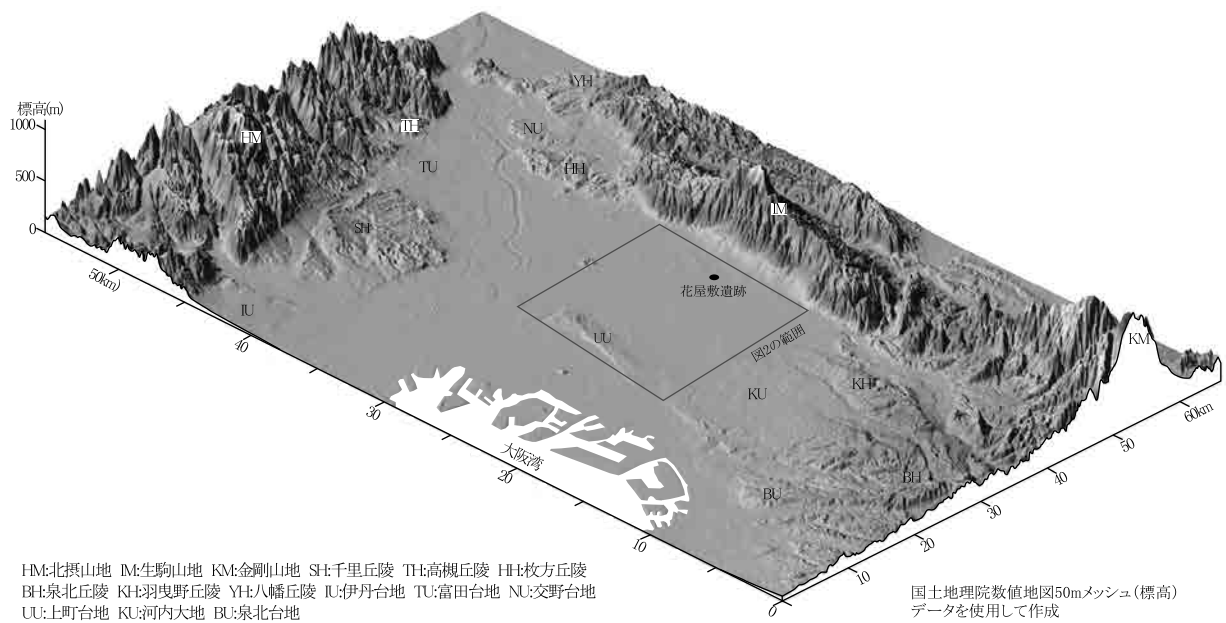 標高(m)
1000
500
0
HM
TH
TU
SH
IU
YH
NU
HH
IM
花屋敷遺跡
図2の範囲
UU
KU
KH
KM
BH
BU
大阪湾
50km)
40
30
20
10
0
10
20
30
40
50
60km
HM:北摂山地 IM:生駒山地 KM:金剛山地 SH:千里丘陵 TH:高槻丘陵 HH:枚方丘陵
BH:泉北丘陵 KH:羽曳野丘陵 YH:八幡丘陵 IU:伊丹台地 TU:富田台地 NU:交野台地
UU:上町台地 KU:河内大地 BU:泉北台地
国土地理院数値地図50mメッシュ(標高)
データを使用して作成